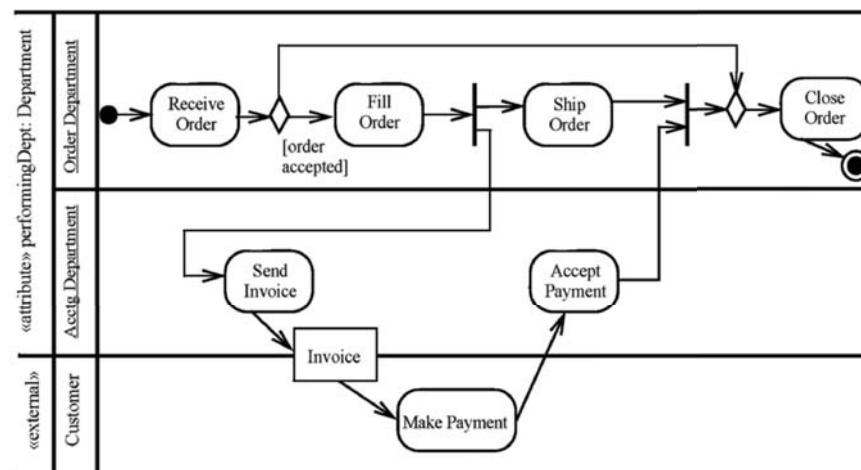 «attribute» performingDept: Department
Order Department
Receive
Order
[order
accepted]
Fill
Order
Ship
Order
Close
Order
Acctg Department
Send
Invoice
Accept
Payment
Invoice
«external»
Customer
Make Payment